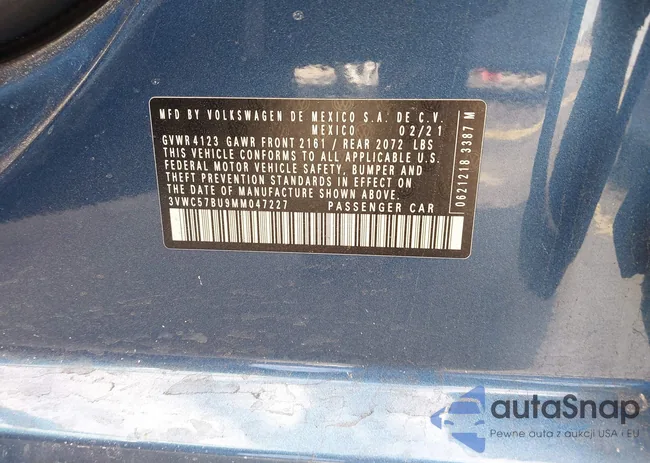 MFD BY VOLKSWAGEN DE MEXICO S.A. DE C.V.
MEXICO 02/21
GVWR 4123 GAWR FRONT 2161 / REAR 2072 LBS
THIS VEHICLE CONFORMS TO ALL APPLICABLE U.S.
FEDERAL MOTOR VEHICLE SAFETY, BUMPER AND
THEFT PREVENTION STANDARDS IN EFFECT ON
THE DATE OF MANUFACTURE SHOWN ABOVE.
3VWC57BU9MM047227 PASSENGER CAR
0621218 3387 M
autaSnap
Pewne auta z aukcji USA i EU